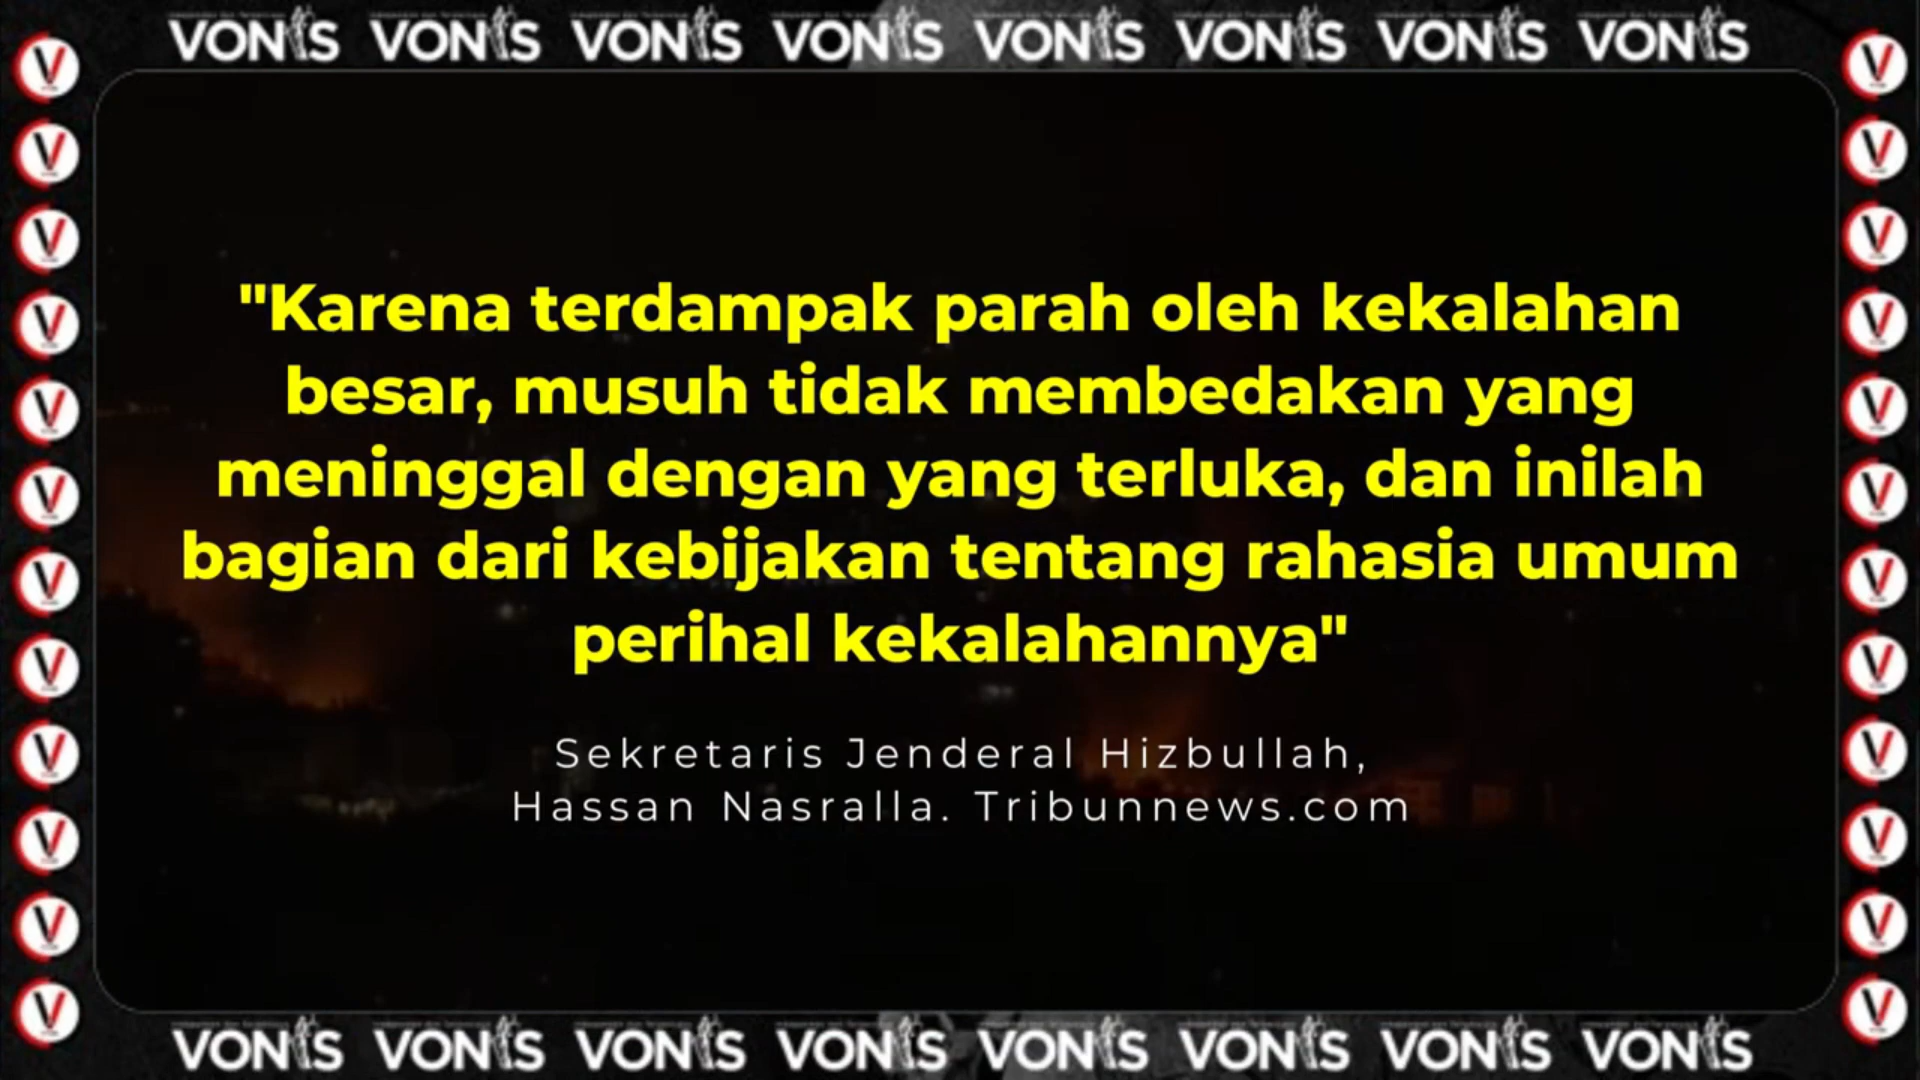 VONIS VONIS VONIS VONIS VONIS VONIS VONIS VONIS
"Karena terdampak parah oleh kekalahan
besar, musuh tidak membedakan yang
meninggal dengan yang terluka, dan inilah
bagian dari kebijakan tentang rahasia umum
perihal kekalahannya"
Sekretaris Jenderal Hizbullah,
Hassan Nasralla. Tribunnews.com
VONIS VONIS VONIS VONIS VONIS VONIS VONIS VONIS